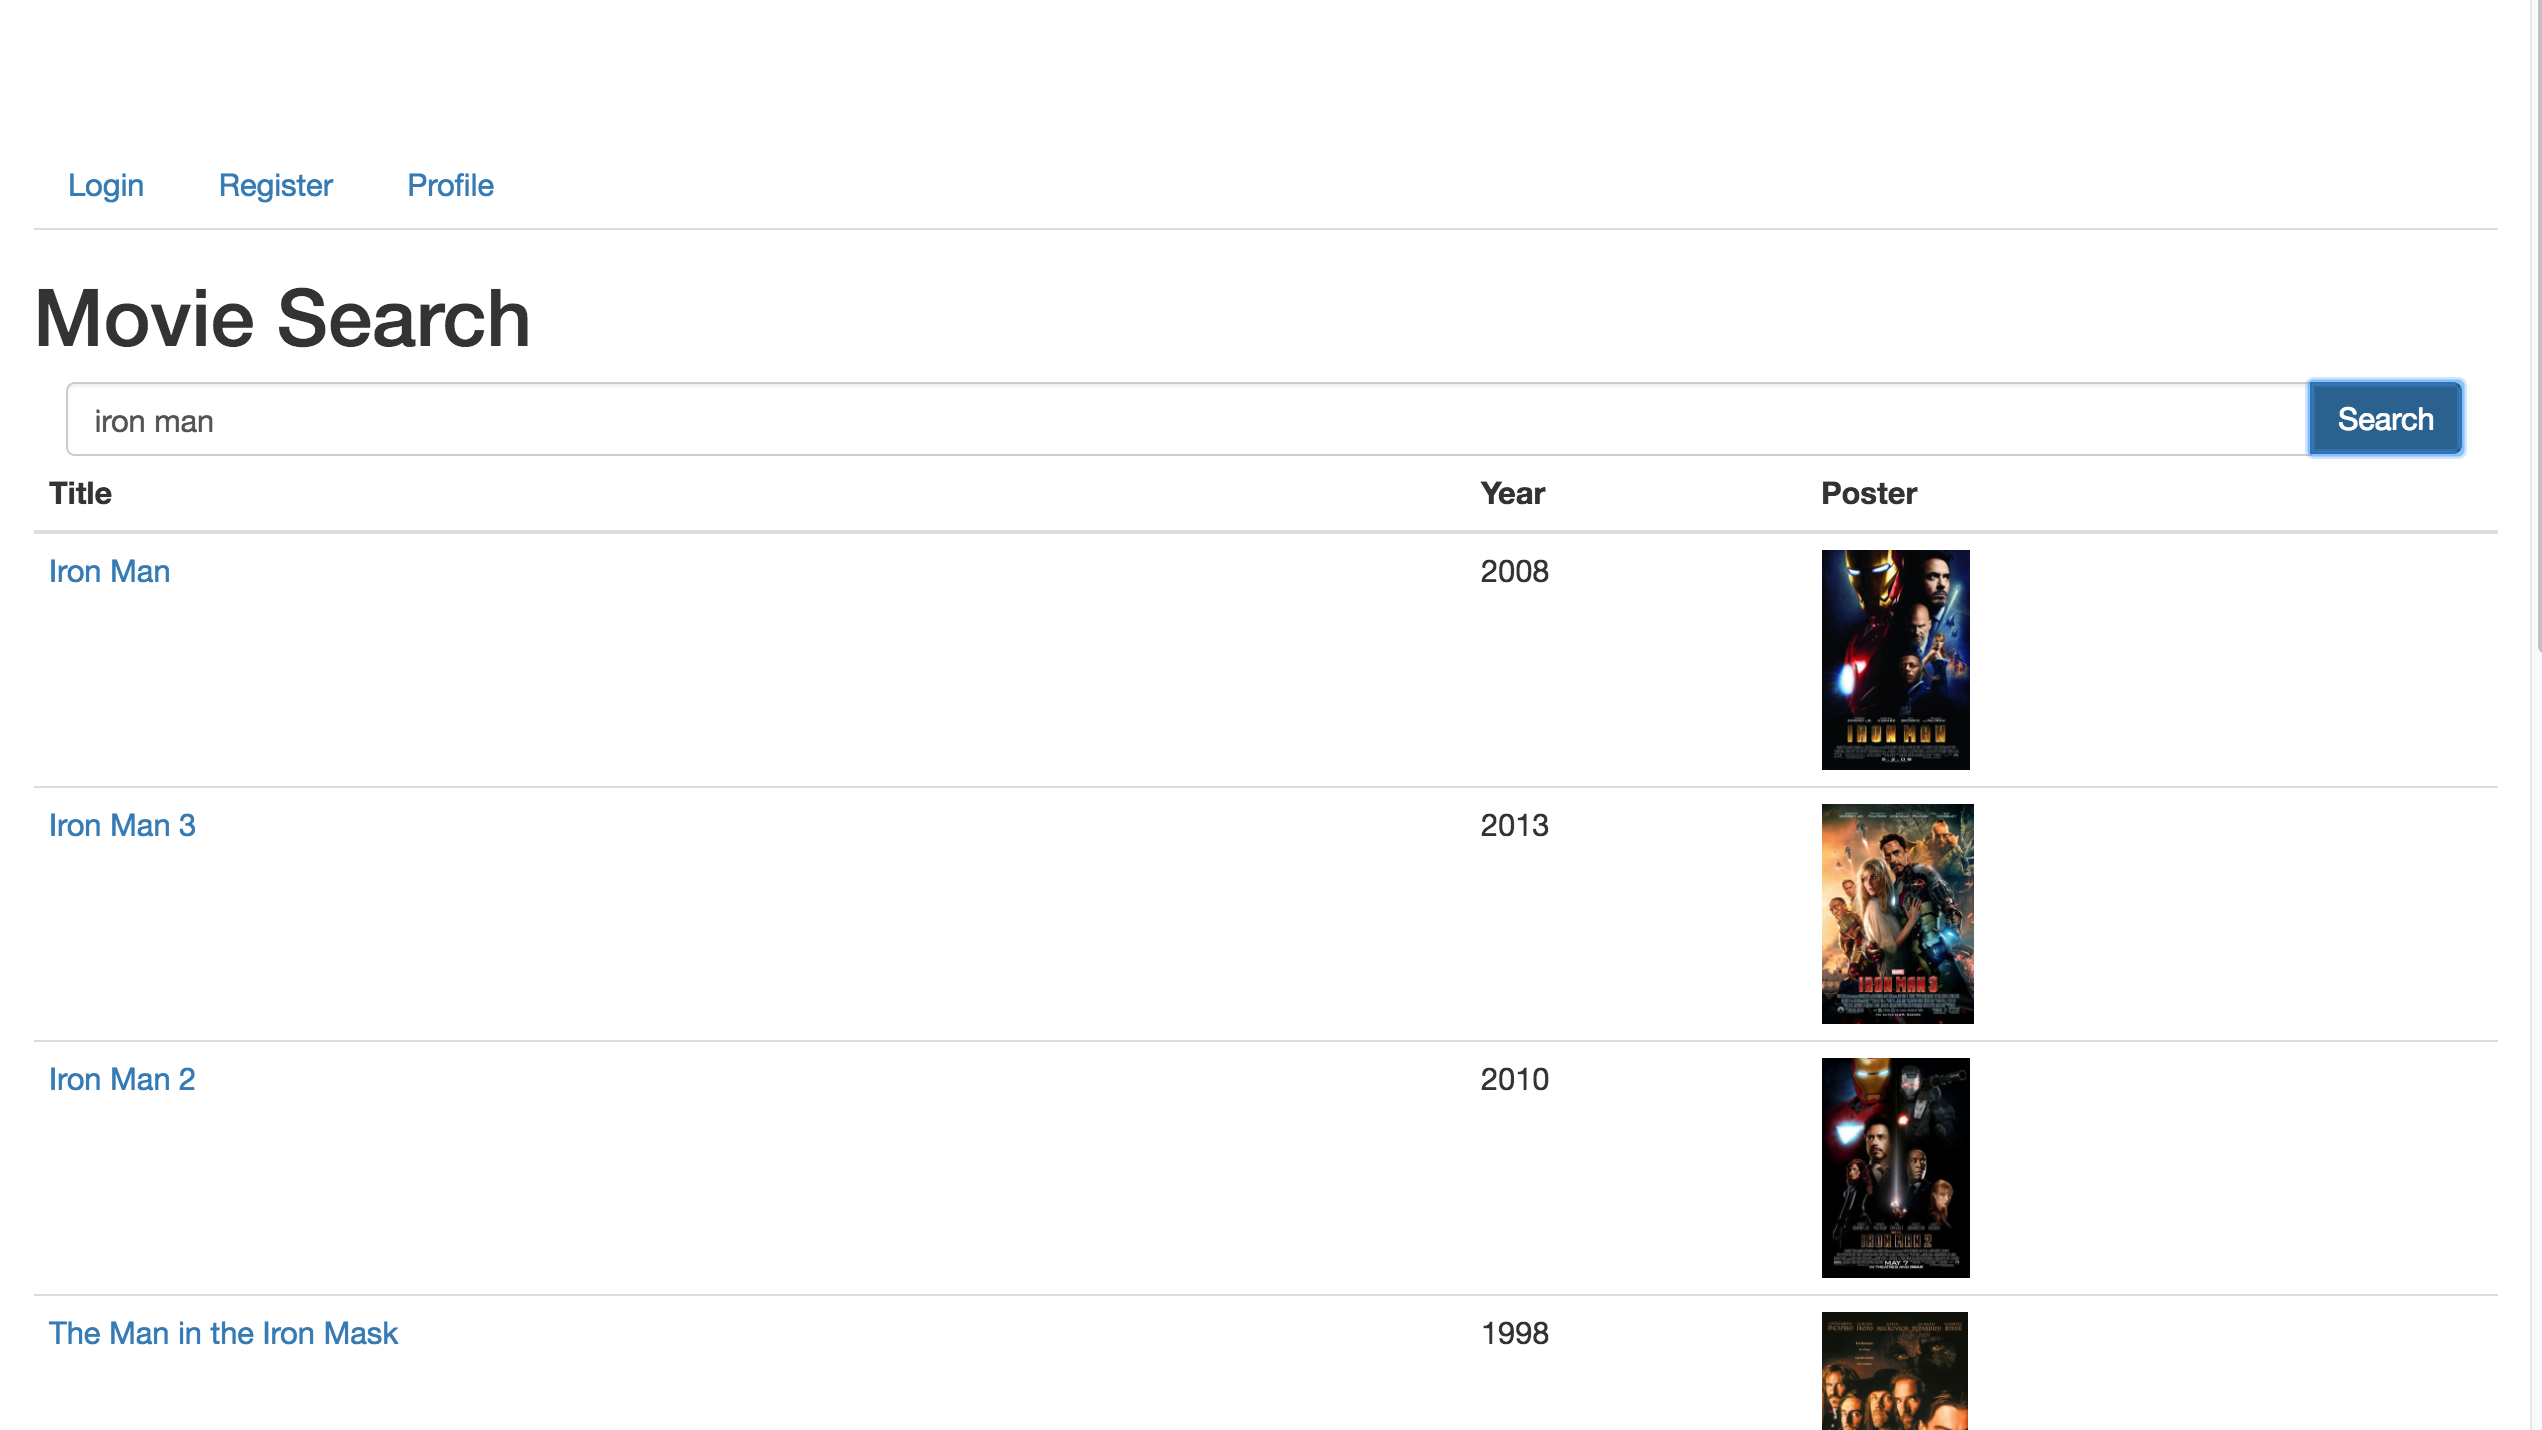 Login Register Profile
Movie Search
iron man Search
Title Year Poster
Iron Man 2008
IRON MAN
Iron Man 3 2013
IRON MAN 3
Iron Man 2 2010
IRON MAN 2
MAY 7
The Man in the Iron Mask 1998